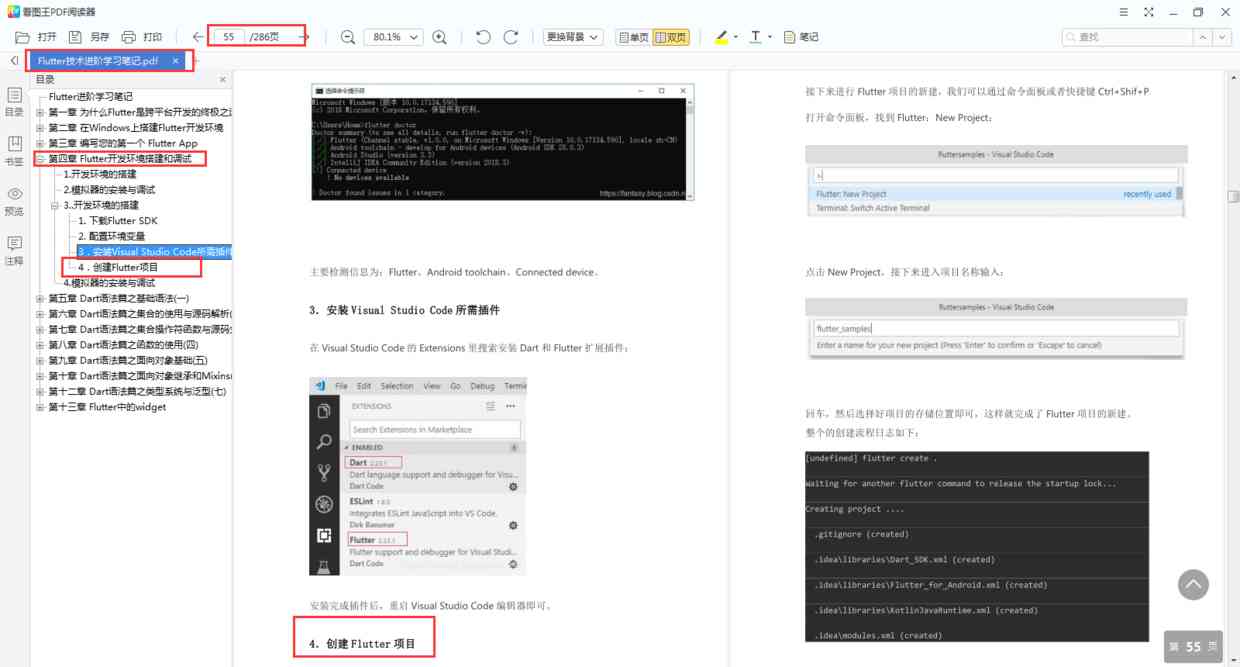 看图王PDF阅读器
打开 另存 打印 55 /286页 80.1% 更换背景 单页 双页 T 笔记 查找
Flutter技术进阶学习笔记.pdf ×
目录 ×
目录
书签
预览
注释
Flutter进阶学习笔记
第一章 为什么Flutter是跨平台开发的终极之
第二章 在Windows上搭建Flutter开发环境
第三章 编写您的第一个 Flutter App
第四章 Flutter开发环境搭建和调试
1.开发环境的搭建
2.模拟器的安装与调试
3..开发环境的搭建
1. 下载Flutter SDK
2. 配置环境变量
3．安装Visual Studio Code所需插件
4．创建Flutter项目
4.模拟器的安装与调试
第五章 Dart语法篇之基础语法(一)
第六章 Dart语法篇之集合的使用与源码解析(
第七章 Dart语法篇之集合操作符函数与源码
第八章 Dart语法篇之函数的使用(四)
第九章 Dart语法篇之面向对象基础(五)
第十章 Dart语法篇之面向对象继承和Mixins
第十二章 Dart语法篇之类型系统与泛型(七)
第十三章 Flutter中的widget
选择命令提示符
Microsoft Windows [版本 10.0.17134.590]
(c) 2018 Microsoft Corporation。保留所有权利。
C:\Users\Home>flutter doctor
Doctor summary (to see all details, run flutter doctor -v):
[√] Flutter (Channel stable, v1.5.0, on Microsoft Windows [Version 10.0.17134.590], locale zh-CN)
[√] Android toolchain - develop for Android devices (Android SDK 28.0.3)
[√] Android Studio (version 3.3)
[√] IntelliJ IDEA Community Edition (version 2018.3)
[!] Connected device
! No devices available
! Doctor found issues in 1 category.
https://fantasy.blog.csdn.n
主要检测信息为：Flutter、Android toolchain、Connected device。
3．安装 Visual Studio Code 所需插件
在 Visual Studio Code 的 Extensions 里搜索安装 Dart 和 Flutter 扩展插件：
File Edit Selection View Go Debug Termi
EXTENSIONS
Search Extensions in Marketplace
ENABLED 4
Dart 2.23.1
Dart language support and debugger for Visu...
Dart Code
ESLint 1.8.0
Integrates ESLint JavaScript into VS Code.
Dirk Baeumer
Flutter 2.23.1
Flutter support and debugger for Visual Studi...
Dart Code
安装完成插件后，重启 Visual Studio Code 编辑器即可。
4．创建 Flutter 项目
接下来进行 Flutter 项目的新建，我们可以通过命令面板或者快捷键 Ctrl+Shif+P
打开命令面板，找到 Flutter：New Project：
fluttersamples - Visual Studio Code
>
Flutter: New Project recently used
Terminal: Switch Active Terminal
点击 New Project，接下来进入项目名称输入：
fluttersamples - Visual Studio Code
flutter_samples
Enter a name for your new project (Press 'Enter' to confirm or 'Escape' to cancel)
回车，然后选择好项目的存储位置即可，这样就完成了 Flutter 项目的新建。
整个的创建流程日志如下：
[undefined] flutter create .
Waiting for another flutter command to release the startup lock...
Creating project ....
.gitignore (created)
.idea\libraries\Dart_SDK.xml (created)
.idea\libraries\Flutter_for_Android.xml (created)
.idea\libraries\KotlinJavaRuntime.xml (created)
.idea\modules.xml (created)
第 55 页